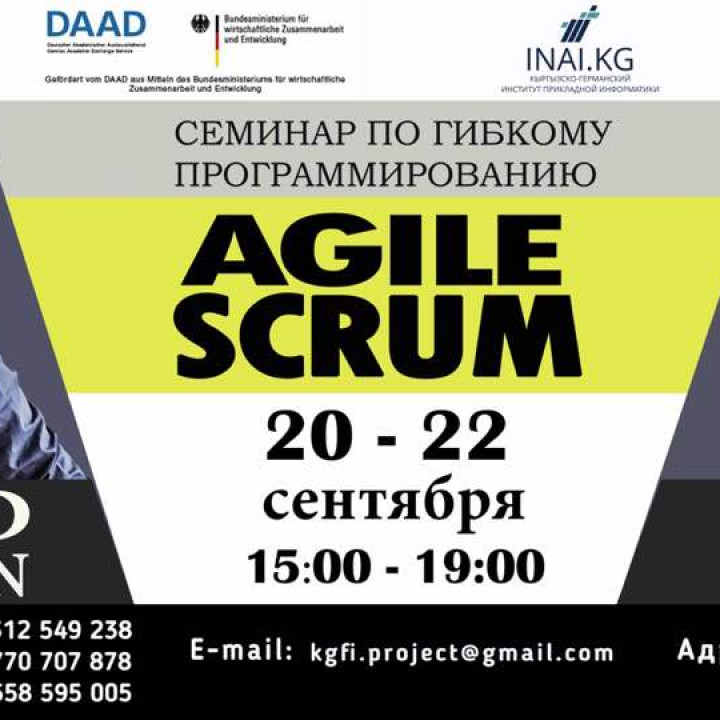 DAAD
Deutscher Akademischer Austauschdienst
German Academic Exchange Service
Bundesministerium für
wirtschaftliche Zusammenarbeit
und Entwicklung
Gefördert vom DAAD aus Mitteln des Bundesministeriums für wirtschaftliche
Zusammenarbeit und Entwicklung
INAI.KG
КЫРГЫЗСКО-ГЕРМАНСКИЙ
ИНСТИТУТ ПРИКЛАДНОЙ ИНФОРМАТИКИ
СЕМИНАР ПО ГИБКОМУ
ПРОГРАММИРОВАНИЮ
AGILE
SCRUM
20 - 22
сентября
15:00 - 19:00
N
512 549 238
770 707 878
558 595 005
E-mail: kgfi.project@gmail.com